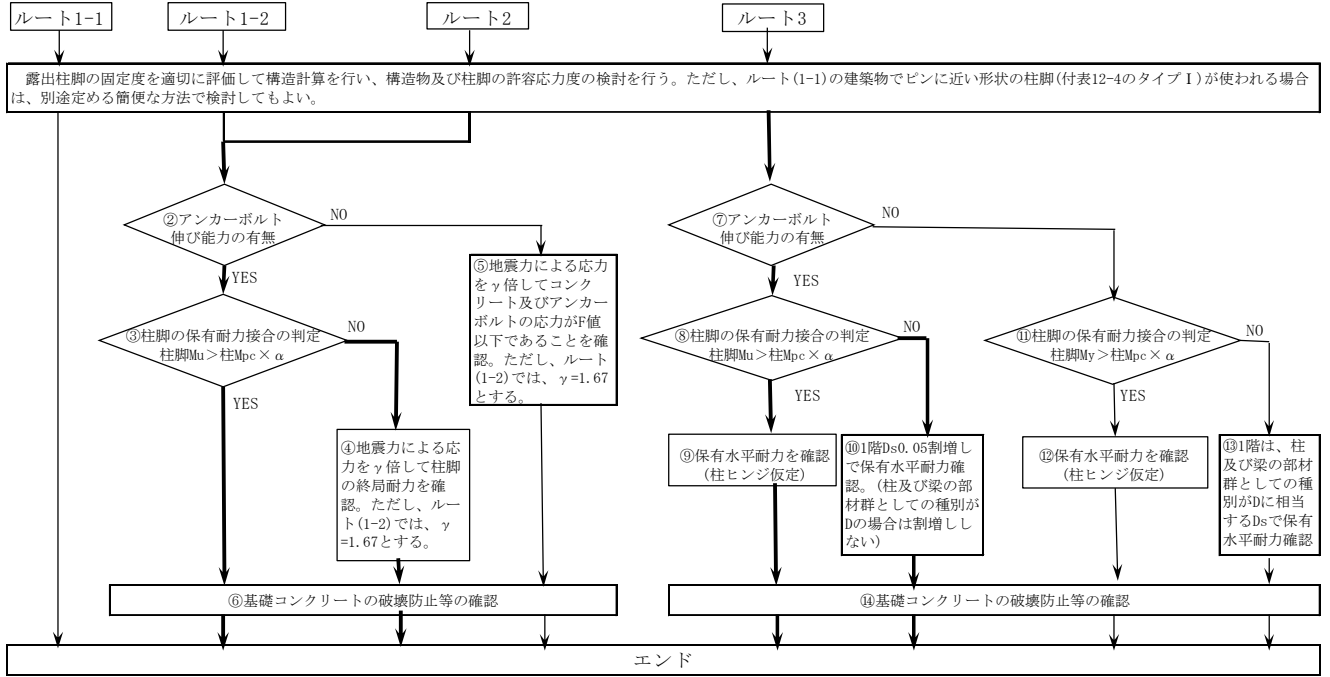 ルート1-1
ルート1-2
ルート2
ルート3
露出柱脚の固定度を適切に評価して構造計算を行い、構造物及び柱脚の許容応力度の検討を行う。ただし、ルート(1-1)の建築物でピンに近い形状の柱脚(付表12-4のタイプⅠ)が使われる場合
は、別途定める簡便な方法で検討してもよい。
②アンカーボルト
伸び能力の有無
NO
YES
③柱脚の保有耐力接合の判定
柱脚Mu>柱Mpc×α
NO
YES
④地震力による応
力をγ倍して柱脚
の終局耐力を確
認。ただし、ルー
ト(1-2)では、γ
=1.67とする。
⑤地震力による応力
をγ倍してコンク
リート及びアンカー
ボルトの応力がF値
以下であることを確
認。ただし、ルート
(1-2)では、γ=1.67
とする。
⑥基礎コンクリートの破壊防止等の確認
⑦アンカーボルト
伸び能力の有無
NO
YES
⑧柱脚の保有耐力接合の判定
柱脚Mu>柱Mpc×α
NO
YES
⑨保有水平耐力を確認
(柱ヒンジ仮定)
⑩1階Ds0.05割増し
で保有水平耐力確
認。(柱及び梁の部
材群としての種別が
Dの場合は割増しし
ない)
⑪柱脚の保有耐力接合の判定
柱脚My>柱Mpc×α
NO
YES
⑫保有水平耐力を確認
(柱ヒンジ仮定)
⑬1階は、柱
及び梁の部材
群としての種
別がDに相当
するDsで保有
水平耐力確認
⑭基礎コンクリートの破壊防止等の確認
エンド